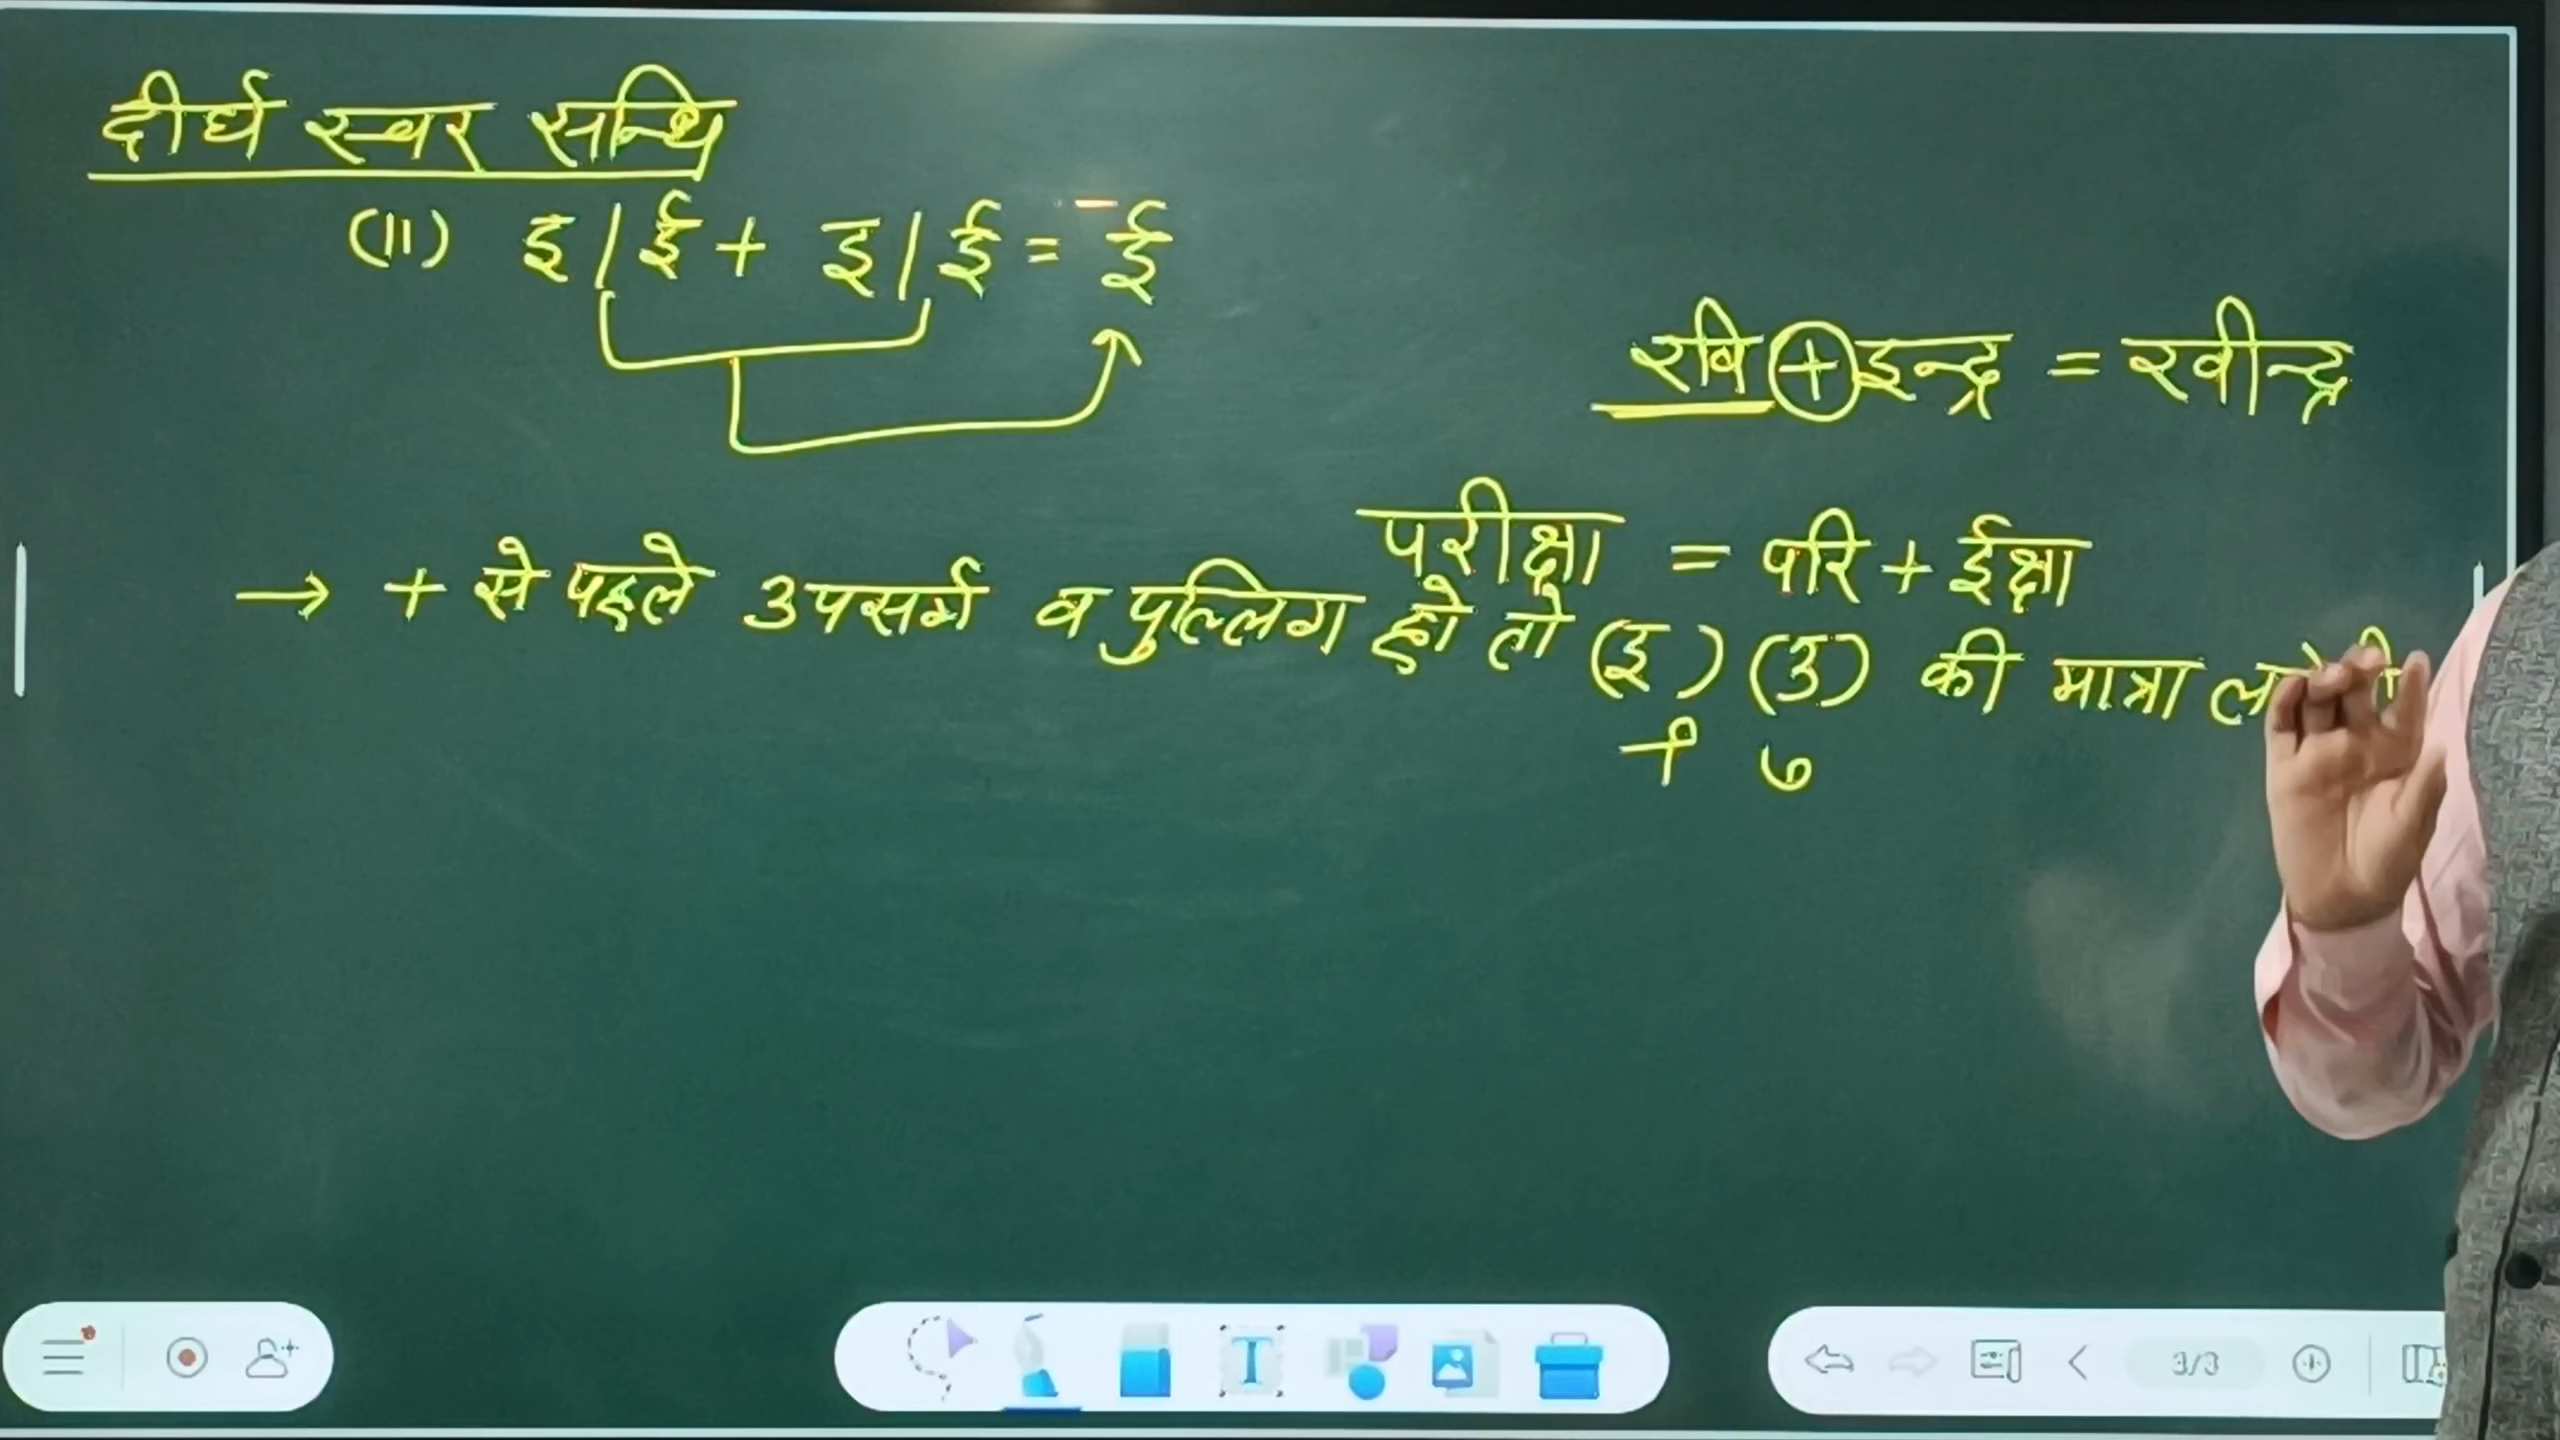 दीर्घ स्वर सन्धि
(II) इ/ई + इ/ई = ई
रवि + इन्द्र = रवीन्द्र
परीक्षा = परि + ईक्षा
→ + से पहले उपसर्ग व पुल्लिग हो तो (इ) (उ) की मात्रा
ि ु
T
3/3